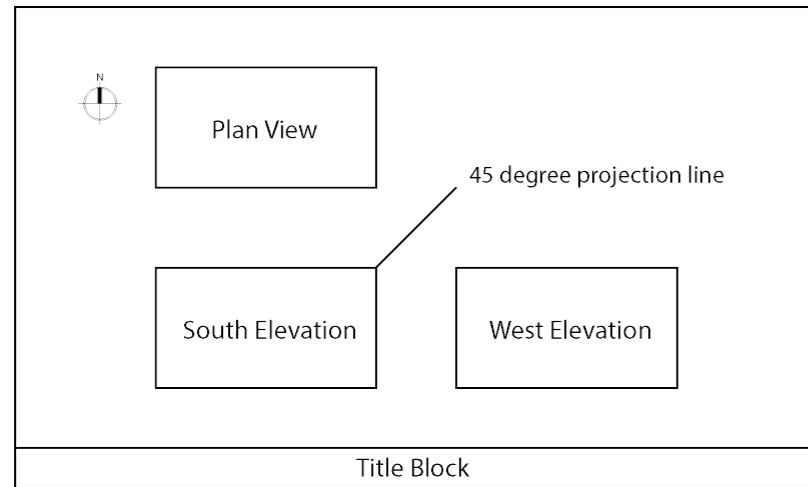 N
Plan View
45 degree projection line
South Elevation
West Elevation
Title Block